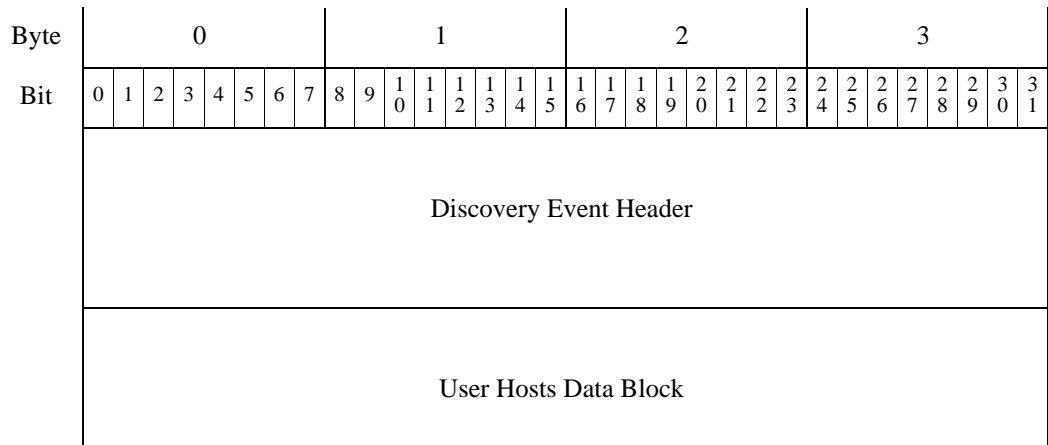 Byte 0 1 2 3
Bit 0 1 2 3 4 5 6 7 8 9 10 11 12 13 14 15 16 17 18 19 20 21 22 23 24 25 26 27 28 29 30 31
Discovery Event Header
User Hosts Data Block